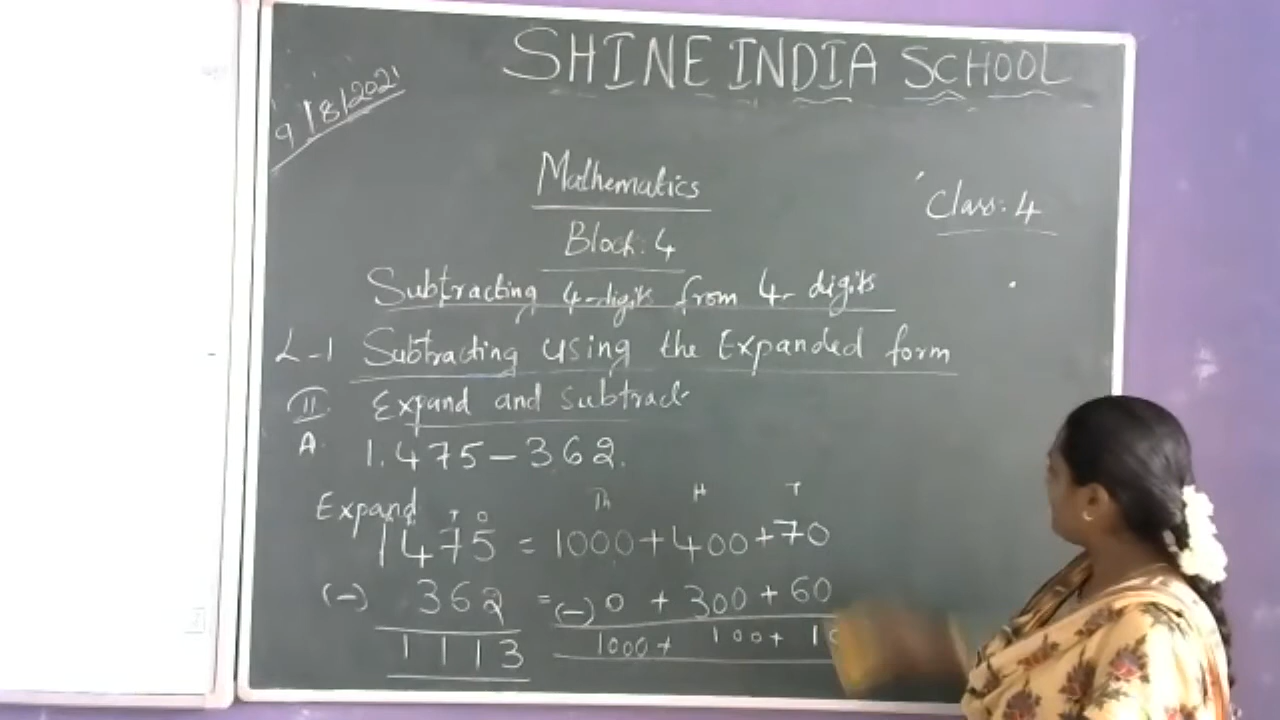 SHINE INDIA SCHOOL
9/8/2021
Mathematics
Class: 4
Block: 4
Subtracting 4-digits from 4-digits
L-1 Subtracting using the Expanded form
II Expand and subtract
A. 1.475-362.
Expand
T O Th H T
1475 = 1000+400+70
(-) 362 = (-) 0 + 300 + 60
1113 1000+ 100+ 10